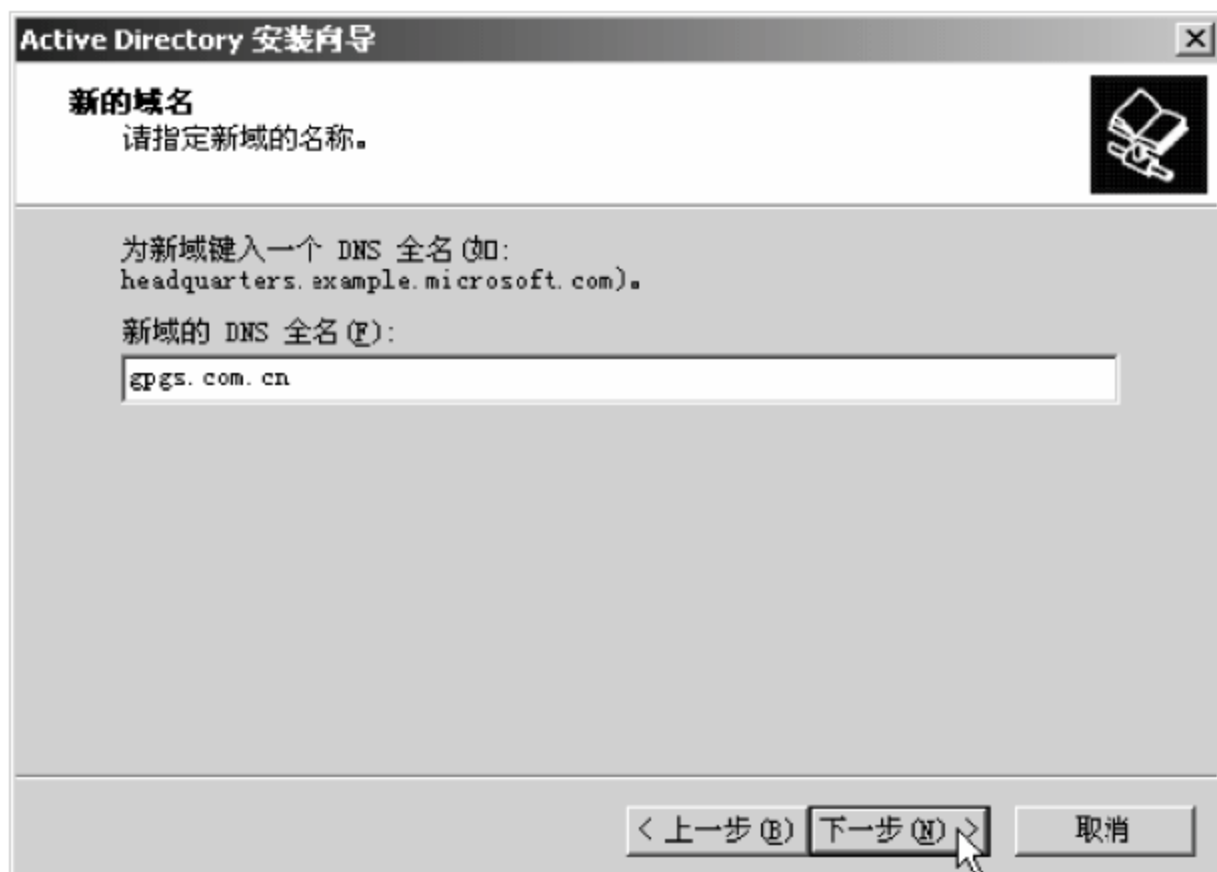 Active Directory 安装向导
新的域名
请指定新域的名称。
为新域键入一个 DNS 全名(如:
headquarters.example.microsoft.com)。
新域的 DNS 全名(F):
gpgs.com.cn
< 上一步(B) 下一步(N) > 取消